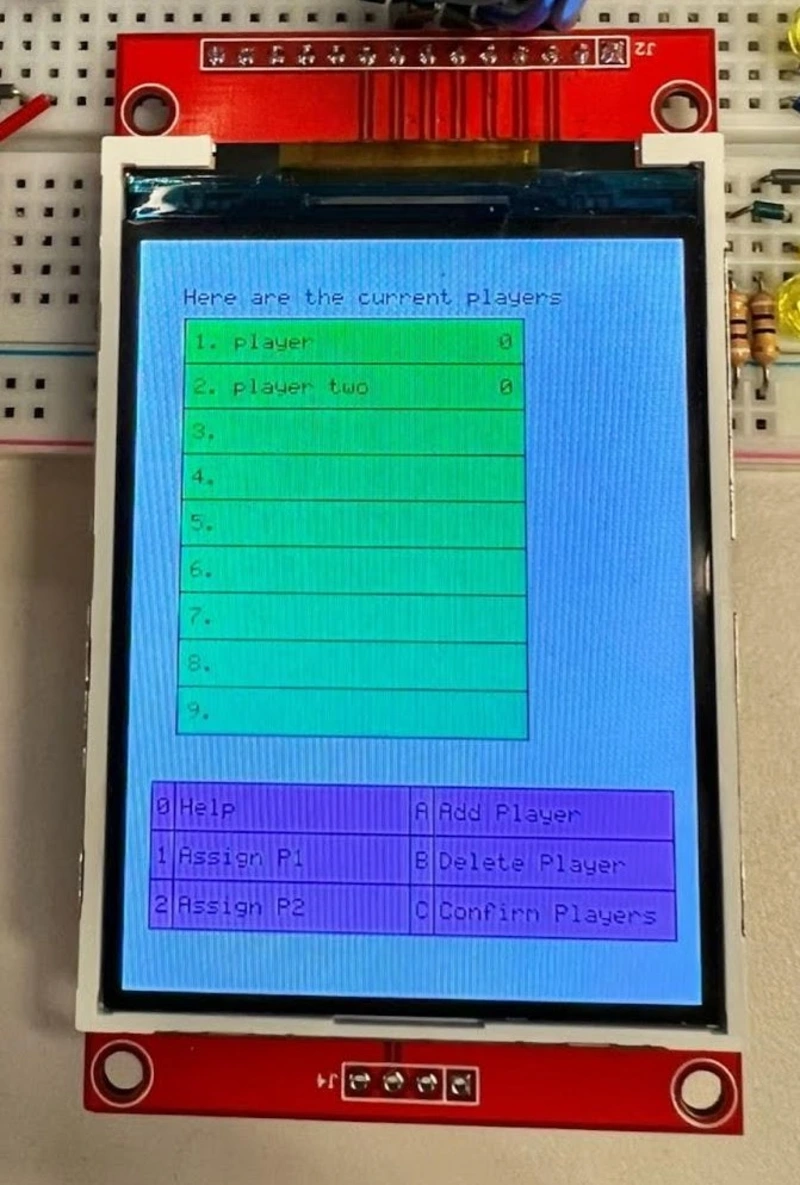 J2
Here are the current players
1. player 0
2. player two 0
3.
4.
5.
6.
7.
8.
9.
0 Help A Add Player
1 Assign P1 B Delete Player
2 Assign P2 C Confirm Players
J4